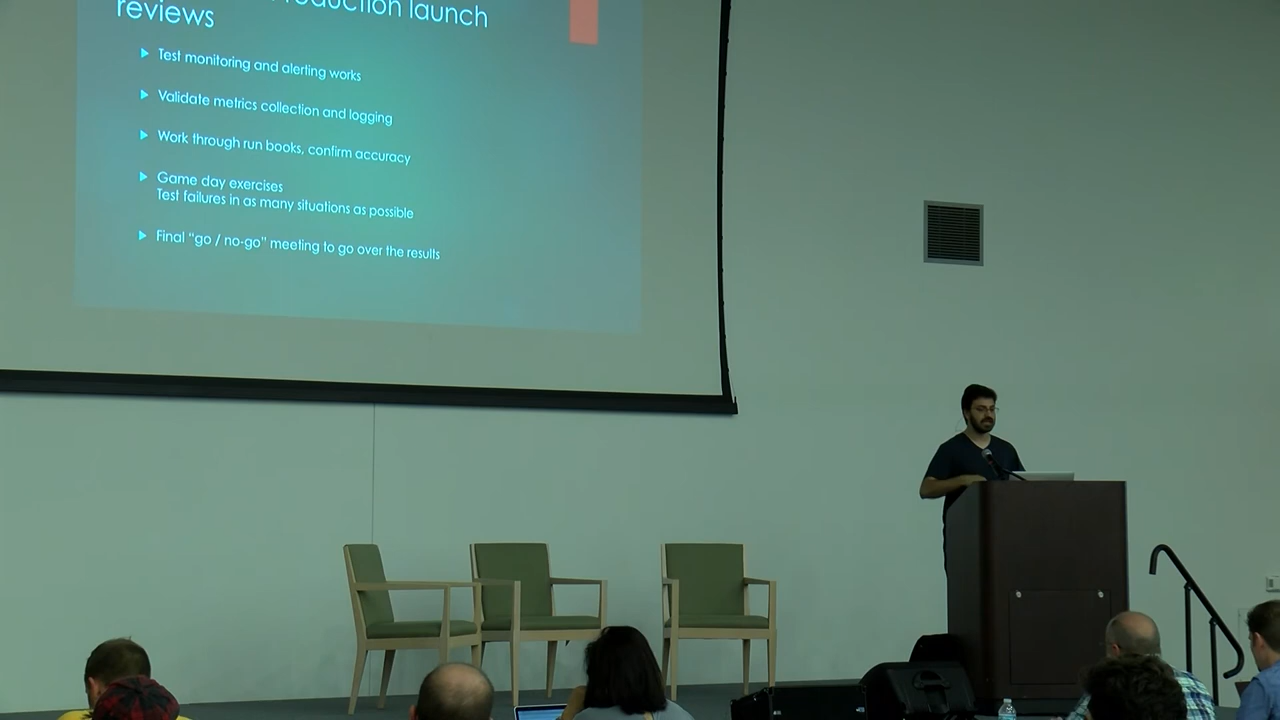 launch
reviews
Test monitoring and alerting works
Validate metrics collection and logging
Work through run books, confirm accuracy
Game day exercises
Test failures in as many situations as possible
Final “go / no-go” meeting to go over the results